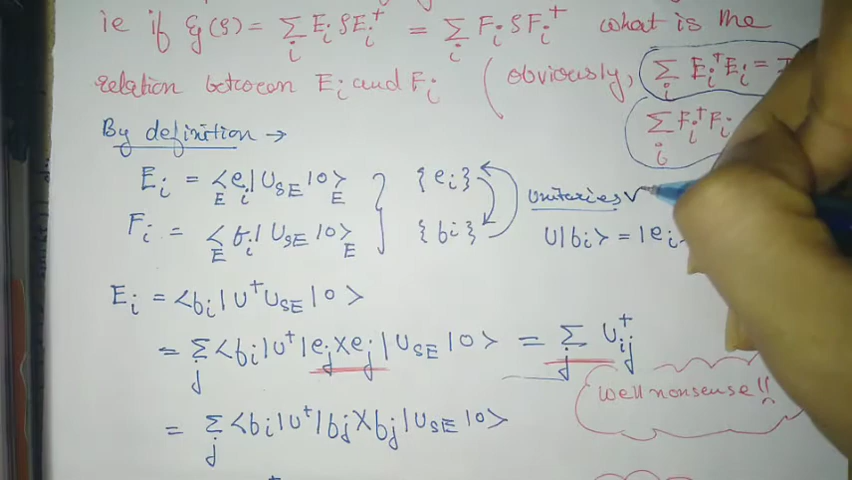 ie if ξ(ρ) = Σ_i E_i ρ E_i† = Σ_i F_i ρ F_i† what is the
relation between E_i and F_i ( obviously, Σ_i E_i† E_i = I
Σ_i F_i† F_i
By definition →
E_i = _E<e_i| U_SE |0>_E } {e_i}
Unitaries
F_i = _E<b_i| U_SE |0>_E {b_i} U|b_i> = |e_i>
E_i = <b_i| U† U_SE |0>
= Σ_j <b_i| U† |e_j><e_j| U_SE |0> = Σ_j U†_ij
Well nonsense!!
= Σ_j <b_i| U† |b_j><b_j| U_SE |0>